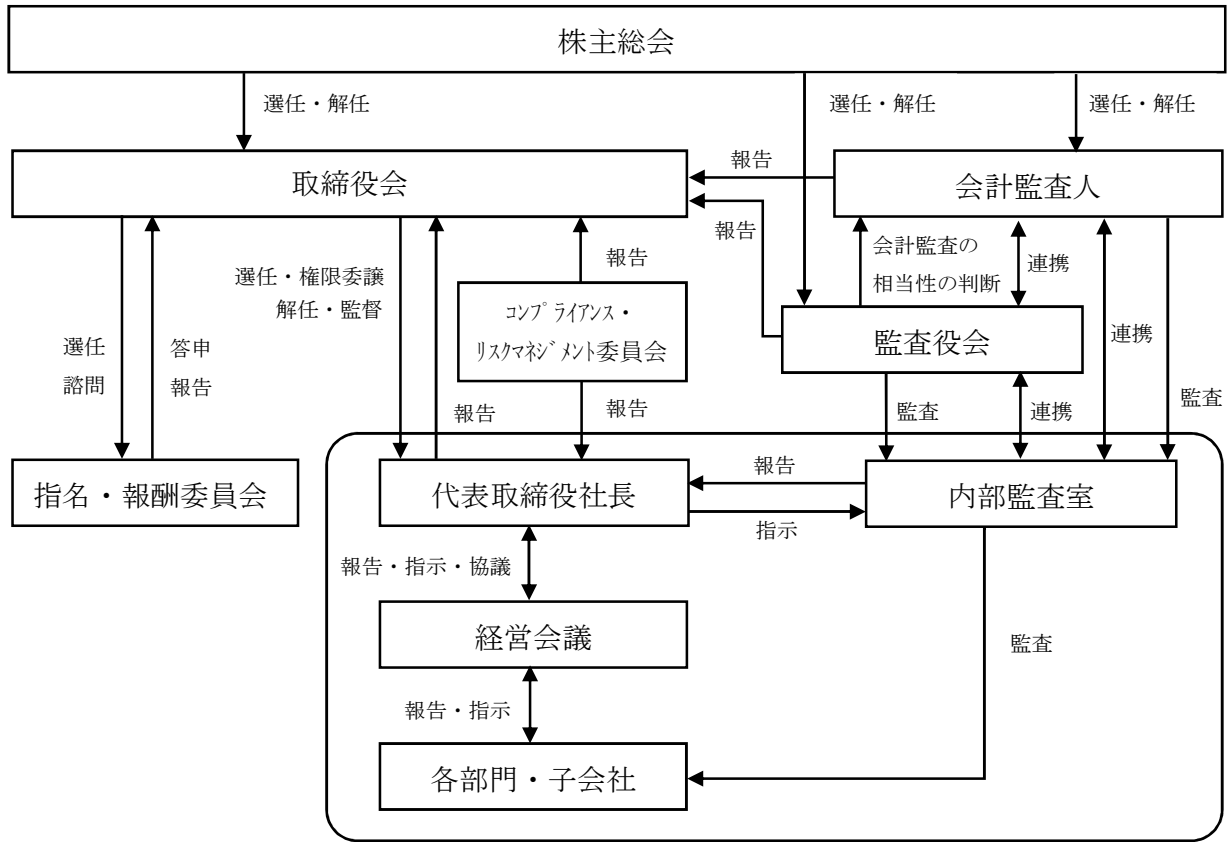 株主総会
選任・解任
選任・解任
選任・解任
取締役会
報告
会計監査人
報告
選任・権限委譲
解任・監督
報告
会計監査の
相当性の判断
連携
コンプライアンス・
リスクマネジメント委員会
監査役会
連携
選任
諮問
答申
報告
報告
報告
監査
連携
監査
指名・報酬委員会
代表取締役社長
報告
指示
内部監査室
報告・指示・協議
経営会議
監査
報告・指示
各部門・子会社